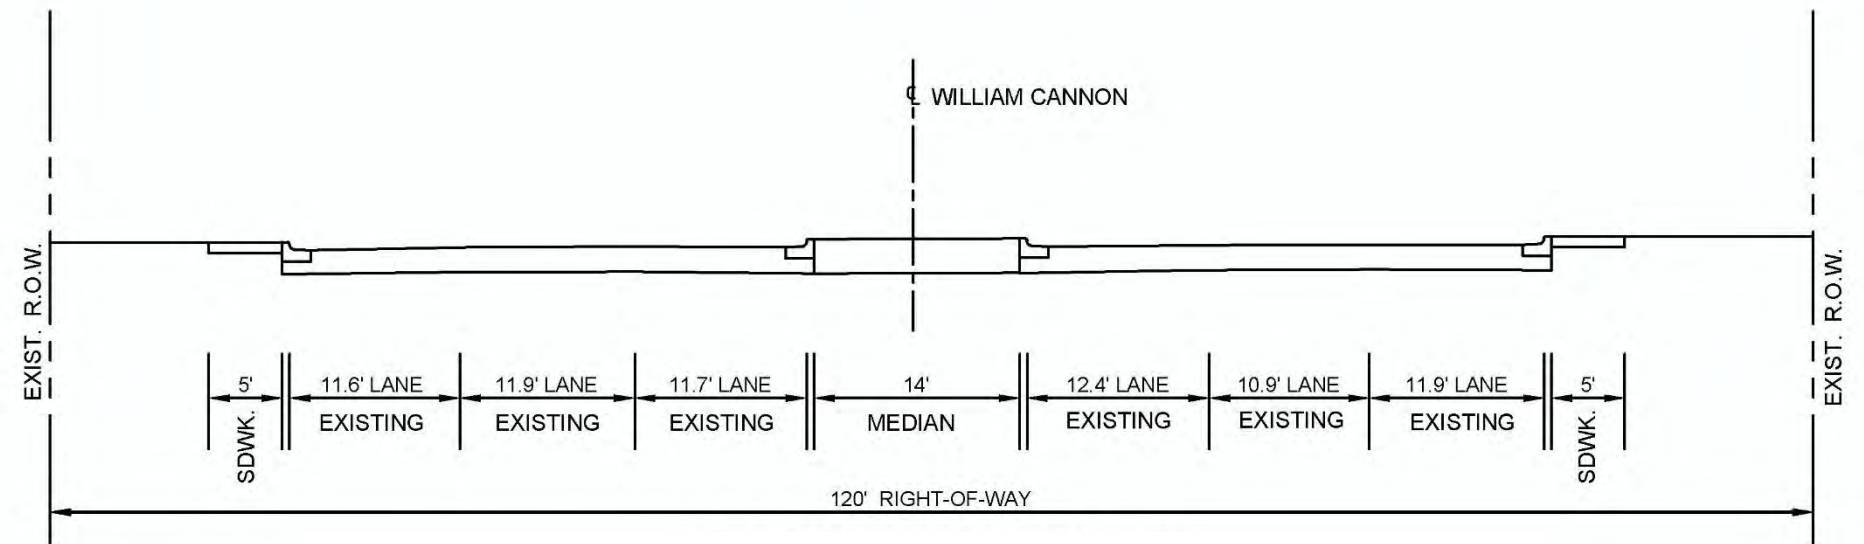 ℄ WILLIAM CANNON
EXIST. R.O.W.
EXIST. R.O.W.
5'
SDWK.
11.6' LANE
EXISTING
11.9' LANE
EXISTING
11.7' LANE
EXISTING
14'
MEDIAN
12.4' LANE
EXISTING
10.9' LANE
EXISTING
11.9' LANE
EXISTING
5'
SDWK.
120' RIGHT-OF-WAY